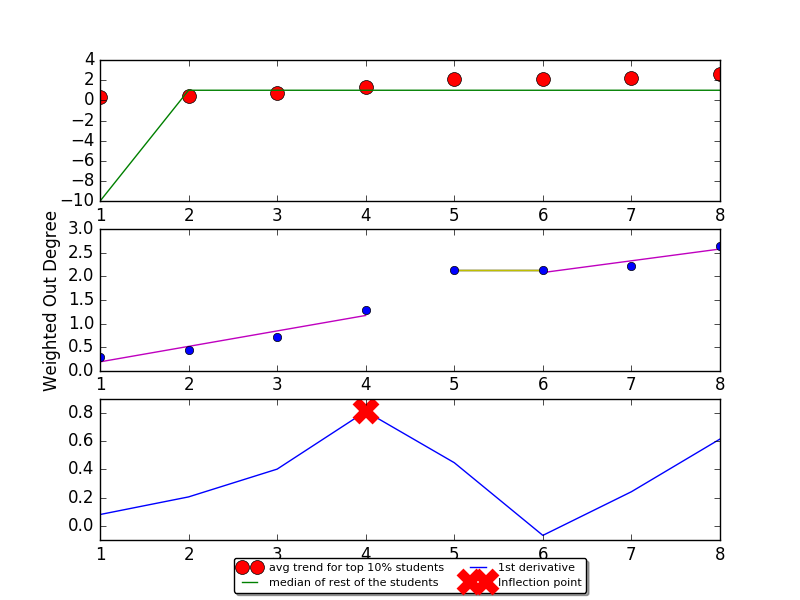 4
2
0
−2
−4
−6
−8
−10
1 2 3 4 5 6 7 8
Weighted Out Degree
3.0
2.5
2.0
1.5
1.0
0.5
0.0
1 2 3 4 5 6 7 8
0.8
0.6
0.4
0.2
0.0
1 2 3 4 5 6 7 8
avg trend for top 10% students
median of rest of the students
1st derivative
Inflection point